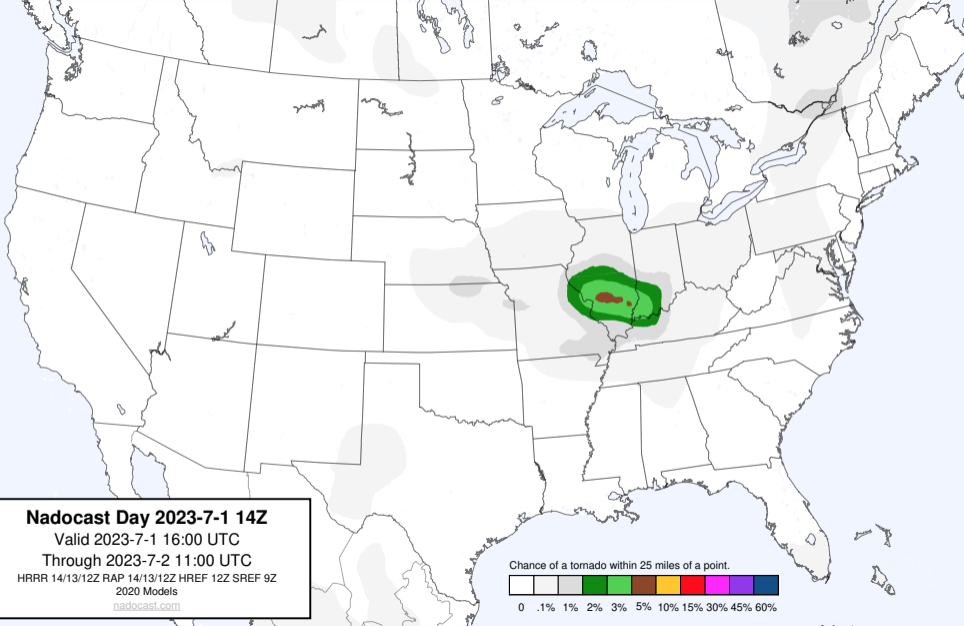 Nadocast Day 2023-7-1 14Z
Valid 2023-7-1 16:00 UTC
Through 2023-7-2 11:00 UTC
HRRR 14/13/12Z RAP 14/13/12Z HREF 12Z SREF 9Z
2020 Models
nadocast.com
Chance of a tornado within 25 miles of a point.
0 .1% 1% 2% 3% 5% 10% 15% 30% 45% 60%